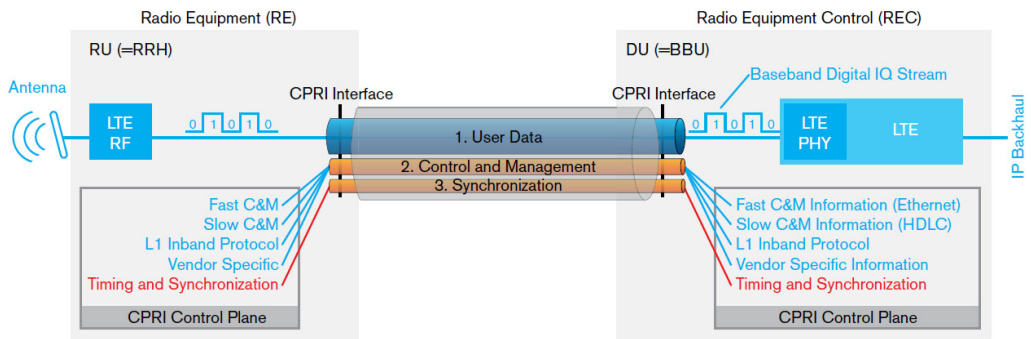 Radio Equipment (RE)
Radio Equipment Control (REC)
RU (=RRH)
DU (=BBU)
Baseband Digital IQ Stream
Antenna
CPRI Interface
CPRI Interface
LTE
RF
0 1 0 1 0
1. User Data
0 1 0 1 0
LTE
PHY
LTE
IP Backhaul
2. Control and Management
3. Synchronization
Fast C&M
Slow C&M
L1 Inband Protocol
Vendor Specific
Timing and Synchronization
CPRI Control Plane
Fast C&M Information (Ethernet)
Slow C&M Information (HDLC)
L1 Inband Protocol
Vendor Specific Information
Timing and Synchronization
CPRI Control Plane